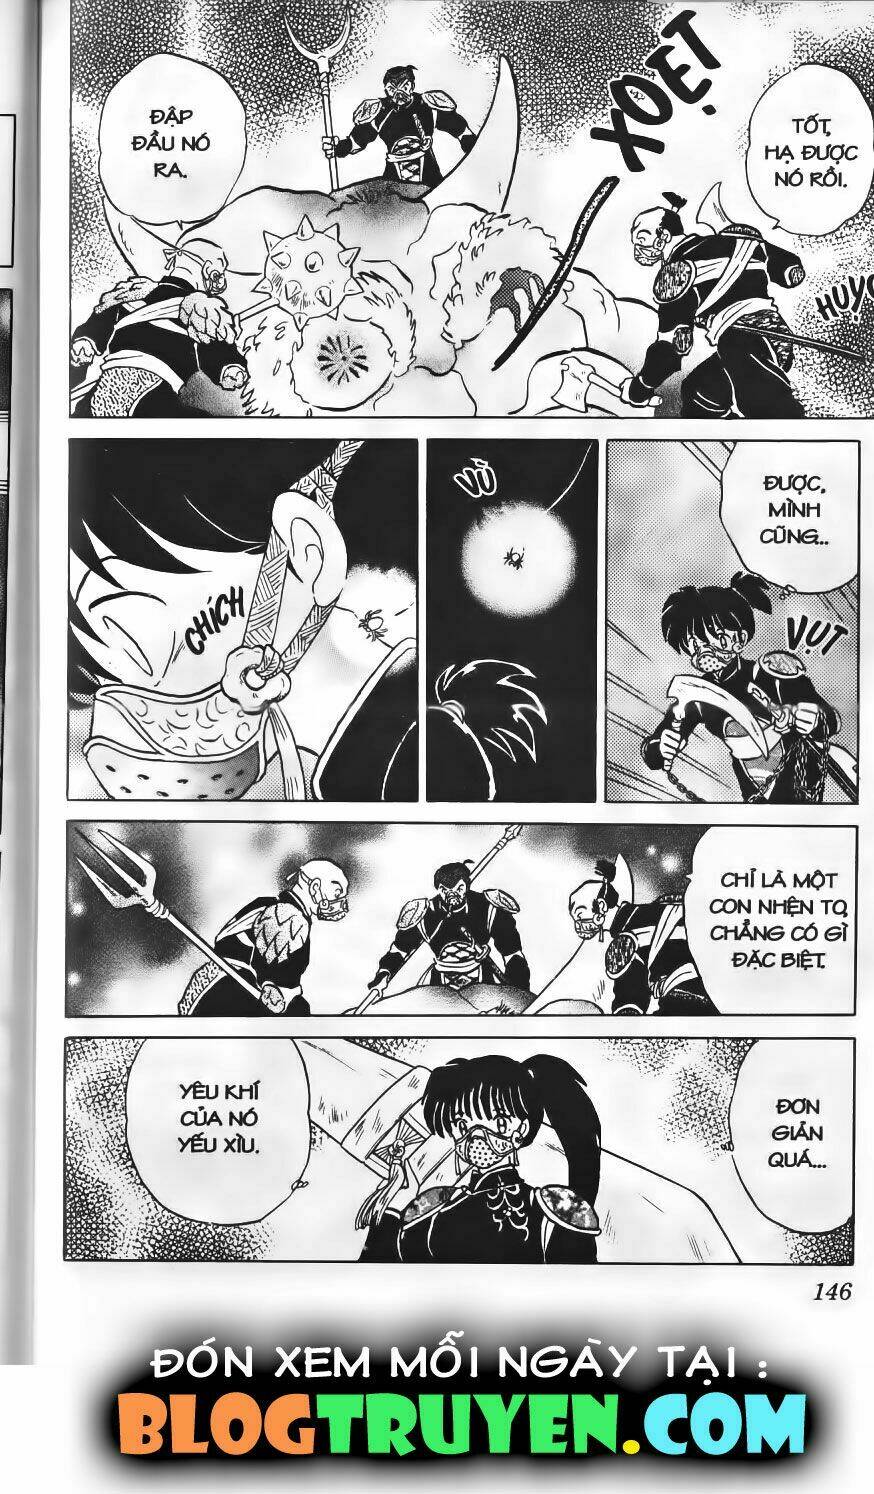 TỐT,
HẠ ĐƯỢC
NÓ RỒI.
XOẸT
ĐẬP
ĐẦU NÓ
RA.
ĐƯỢC,
MÌNH
CŨNG...
VỤT
VÙ
CHÍCH
CHỈ LÀ MỘT
CON NHỆN TO,
CHẲNG CÓ GÌ
ĐẶC BIỆT.
ĐƠN
GIẢN
QUÁ...
YÊU KHÍ
CỦA NÓ
YẾU XÌU.
146
ĐÓN XEM MỖI NGÀY TẠI :
BLOGTRUYEN.COM